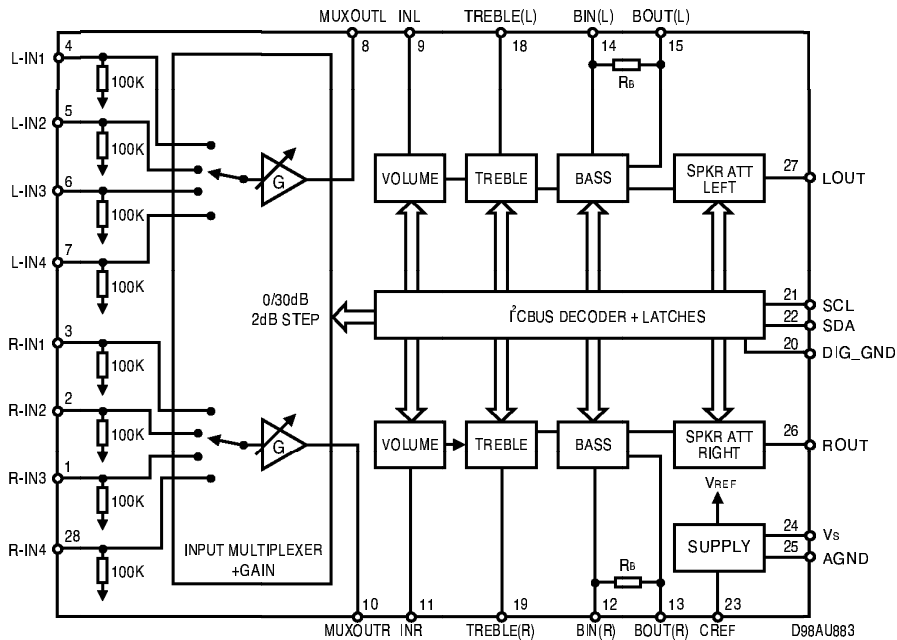 MUXOUTL INL TREBLE(L) BIN(L) BOUT(L)
4 8 9 18 14 15
L-IN1
100K
RB
5
L-IN2
100K
VOLUME TREBLE BASS SPKR ATT LEFT
27
LOUT
G
6
L-IN3
100K
7
L-IN4
100K
0/30dB
2dB STEP
I2CBUS DECODER + LATCHES
21
SCL
22
SDA
20
DIG_GND
3
R-IN1
100K
2
R-IN2
100K
G
VOLUME TREBLE BASS SPKR ATT RIGHT
26
ROUT
1
R-IN3
100K
VREF
28
R-IN4
100K
INPUT MULTIPLEXER
+GAIN
SUPPLY
24
VS
25
AGND
RB
10 11 19 12 13 23
MUXOUTR INR TREBLE(R) BIN(R) BOUT(R) CREF D98AU883